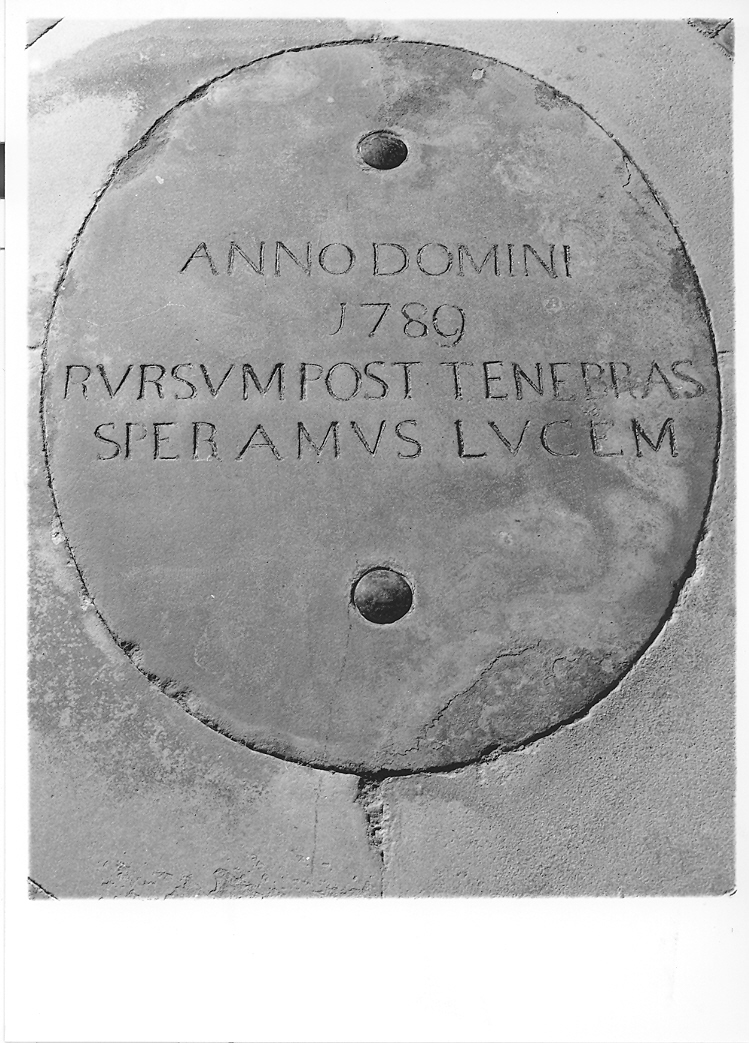 ANNO DOMINI
1789
RVRSVM POST TENEBRAS
SPERAMVS LVCEM